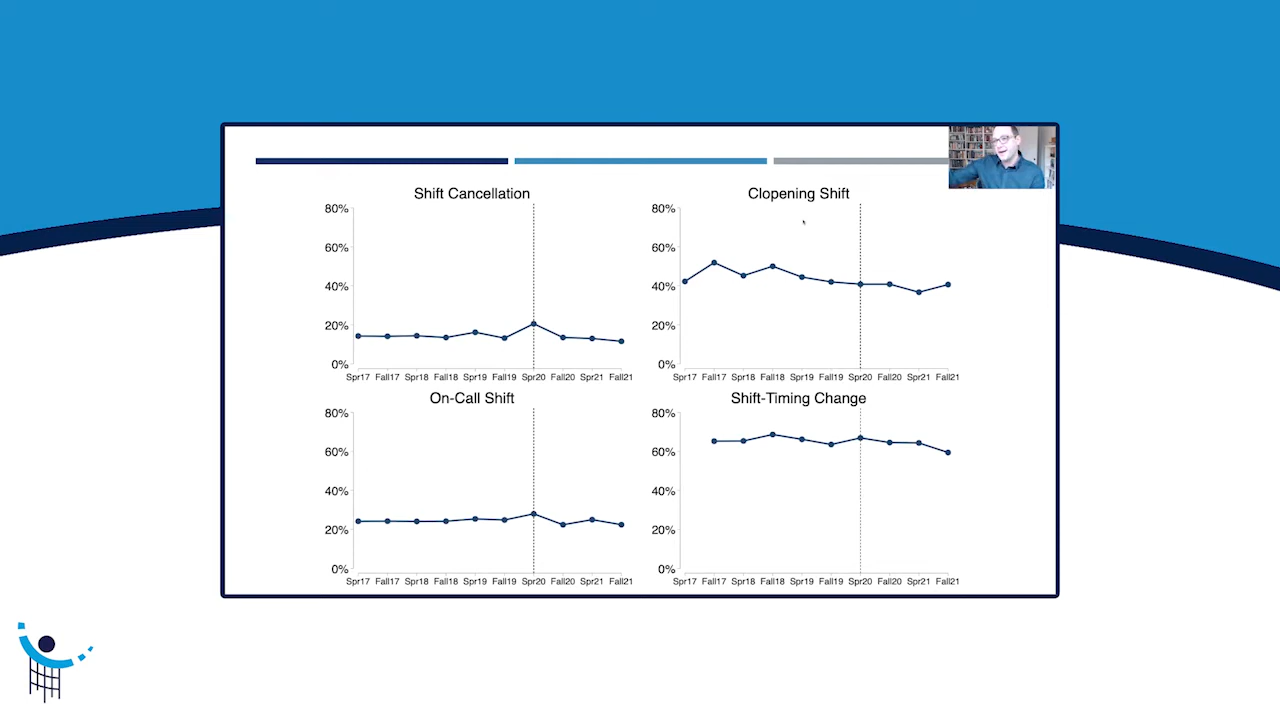 Shift Cancellation
80%
60%
40%
20%
0%
Spr17 Fall17 Spr18 Fall18 Spr19 Fall19 Spr20 Fall20 Spr21 Fall21
Clopening Shift
80%
60%
40%
20%
0%
Spr17 Fall17 Spr18 Fall18 Spr19 Fall19 Spr20 Fall20 Spr21 Fall21
On-Call Shift
80%
60%
40%
20%
0%
Spr17 Fall17 Spr18 Fall18 Spr19 Fall19 Spr20 Fall20 Spr21 Fall21
Shift-Timing Change
80%
60%
40%
20%
0%
Spr17 Fall17 Spr18 Fall18 Spr19 Fall19 Spr20 Fall20 Spr21 Fall21